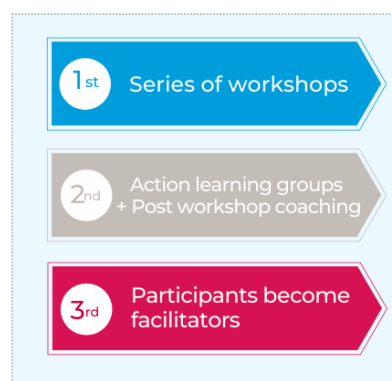 1st Series of workshops
2nd Action learning groups
+ Post workshop coaching
3rd Participants become
facilitators